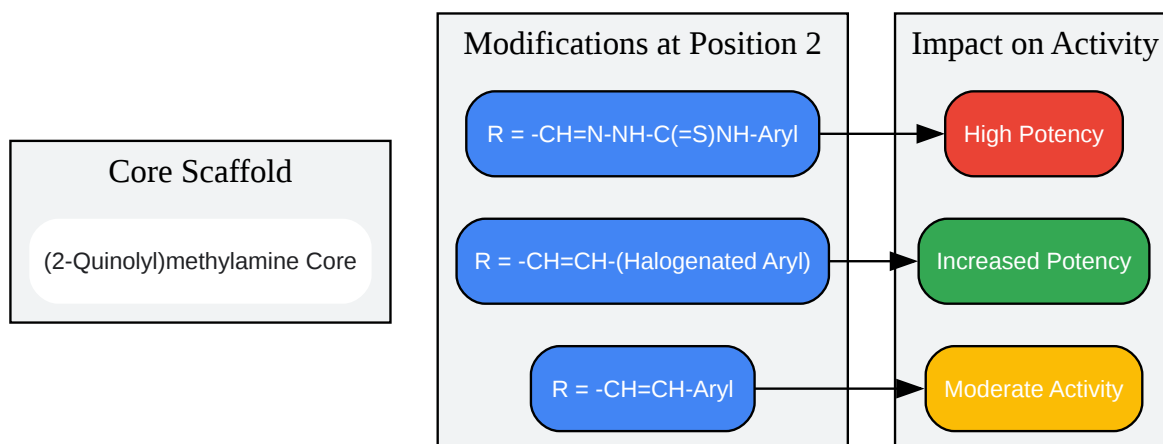 Core Scaffold
(2-Quinolyl)methylamine Core
Modifications at Position 2
R = -CH=N-NH-C(=S)NH-Aryl
R = -CH=CH-(Halogenated Aryl)
R = -CH=CH-Aryl
Impact on Activity
High Potency
Increased Potency
Moderate Activity